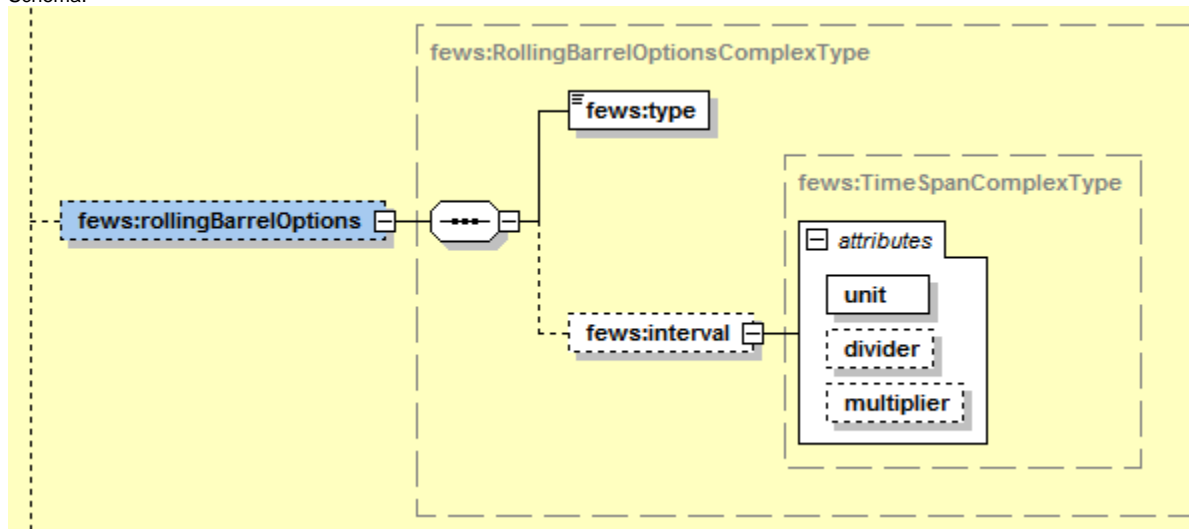 Schema:
fews:RollingBarrelOptionsComplexType
fews:type
fews:TimeSpanComplexType
fews:rollingBarrelOptions
attributes
unit
fews:interval
divider
multiplier